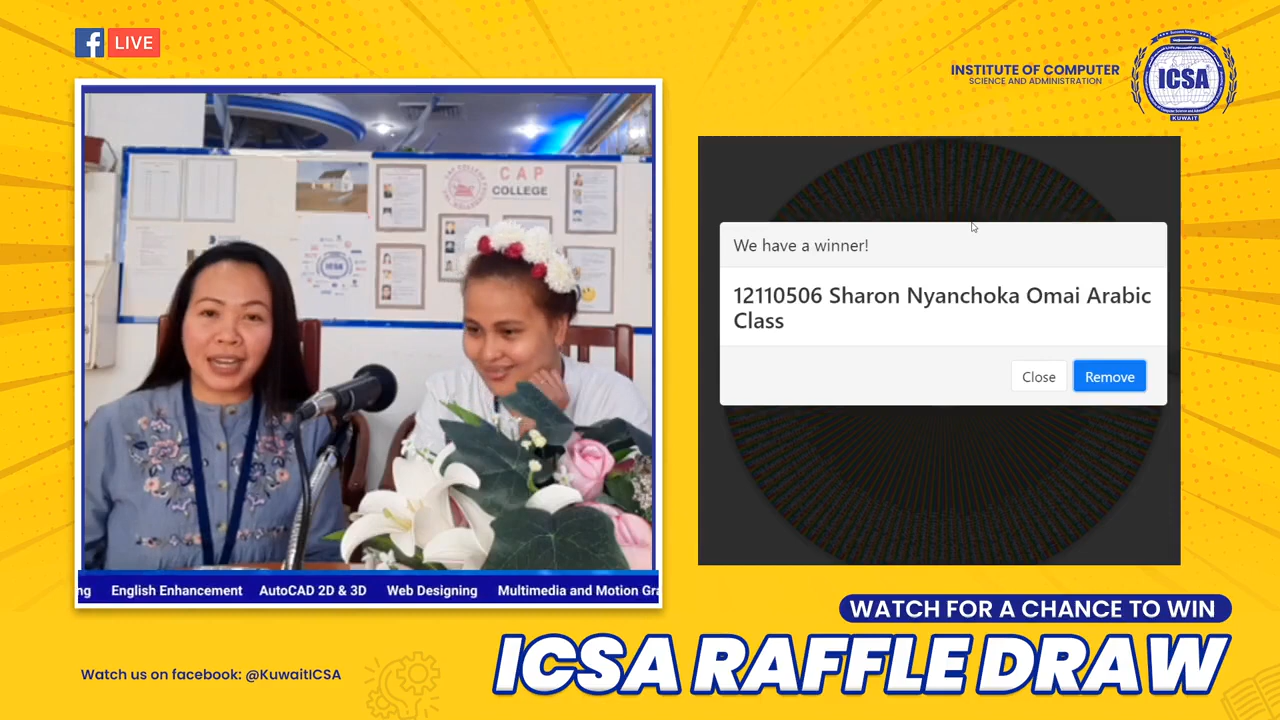 LIVE
INSTITUTE OF COMPUTER
SCIENCE AND ADMINISTRATION
ICSA
KUWAIT
CAP
COLLEGE
ICSA
We have a winner!
12110506 Sharon Nyanchoka Omai Arabic
Class
Close
Remove
English Enhancement AutoCAD 2D & 3D Web Designing Multimedia and Motion
WATCH FOR A CHANCE TO WIN
ICSA RAFFLE DRAW
Watch us on facebook: @KuwaitICSA